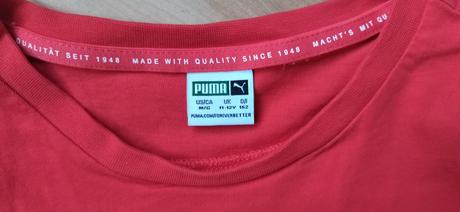 QUALITÄT SEIT 1948 MADE WITH QUALITY SINCE 1948 MACHT'S MIT QU
PUMA
US/CA UK D/I
M/G 11-12Y 152
PUMA.COM/FOREVERBETTER